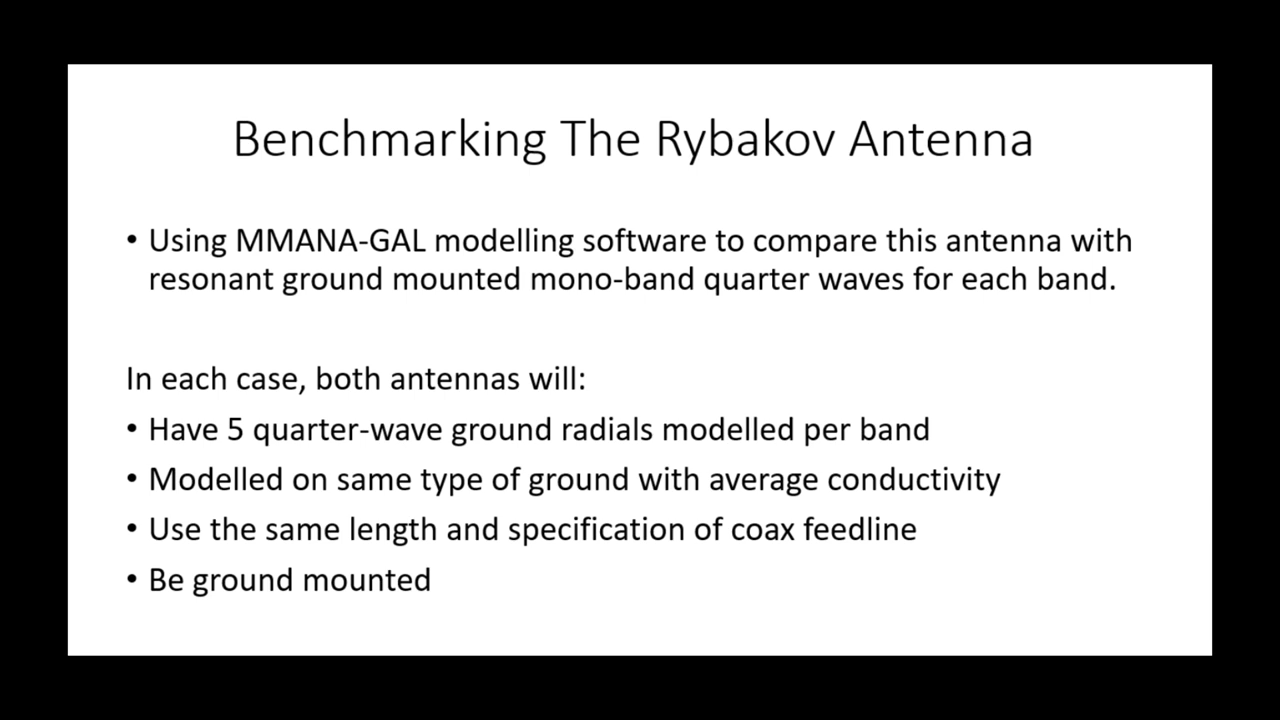 Benchmarking The Rybakov Antenna
• Using MMANA-GAL modelling software to compare this antenna with
resonant ground mounted mono-band quarter waves for each band.
In each case, both antennas will:
• Have 5 quarter-wave ground radials modelled per band
• Modelled on same type of ground with average conductivity
• Use the same length and specification of coax feedline
• Be ground mounted